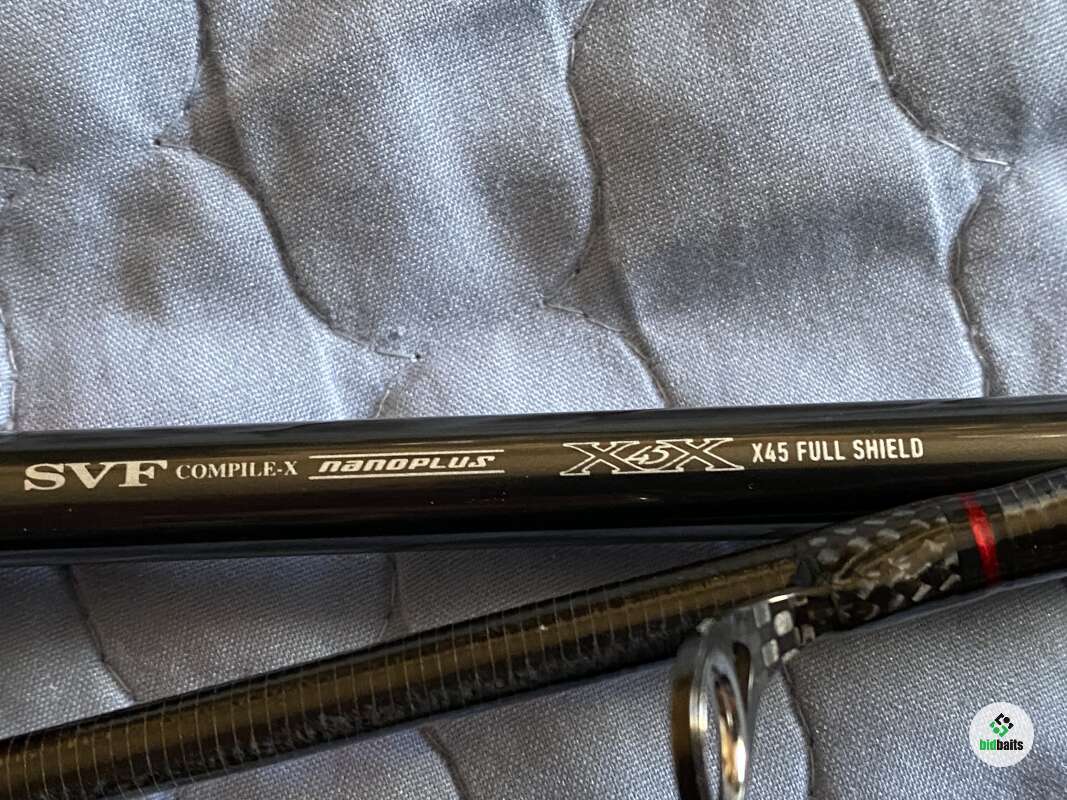 SVF COMPILE-X nanoplus X45X X45 FULL SHIELD
bidbaits